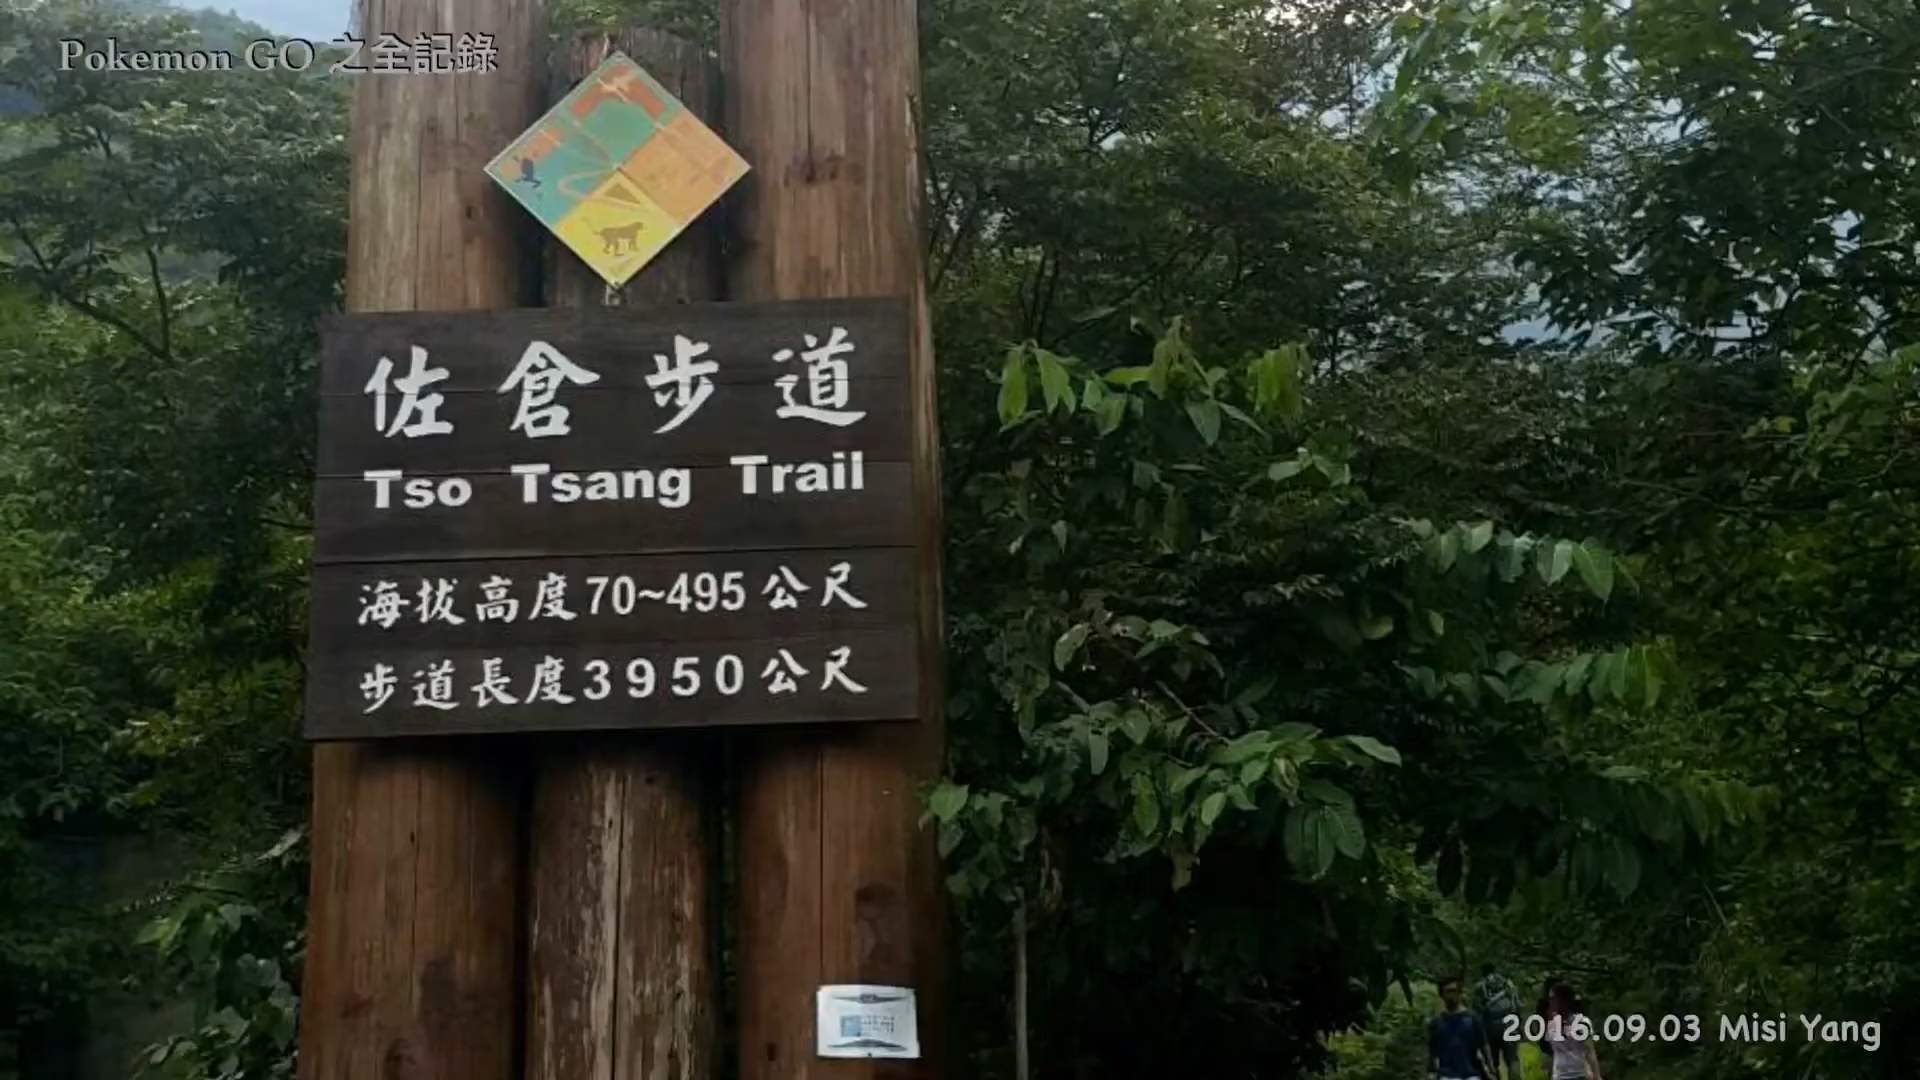 Pokemon GO 之全記錄
佐倉步道
Tso Tsang Trail
海拔高度70~495公尺
步道長度3950公尺
2016.09.03 Misi Yang